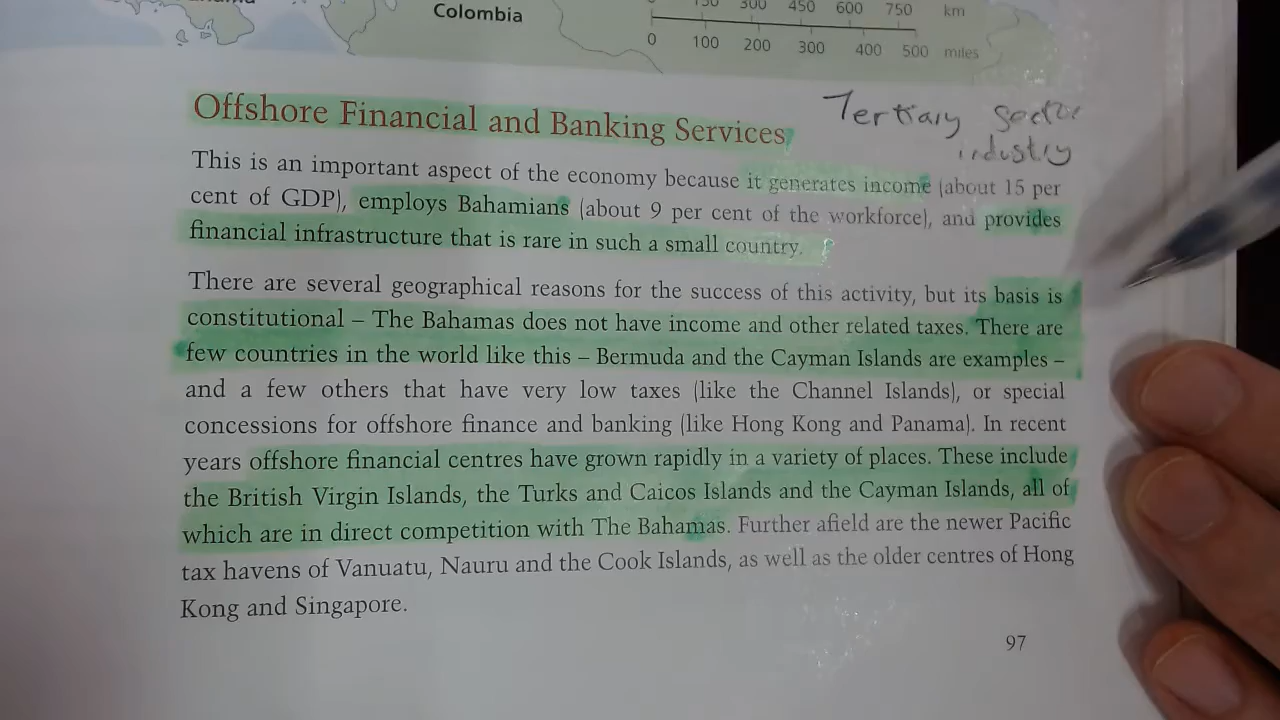 Colombia
150 300 450 600 750 km
0 100 200 300 400 500 miles
Offshore Financial and Banking Services
Tertiary Sector
industry
This is an important aspect of the economy because it generates income (about 15 per
cent of GDP), employs Bahamians (about 9 per cent of the workforce), and provides
financial infrastructure that is rare in such a small country.
There are several geographical reasons for the success of this activity, but its basis is
constitutional – The Bahamas does not have income and other related taxes. There are
few countries in the world like this – Bermuda and the Cayman Islands are examples –
and a few others that have very low taxes (like the Channel Islands), or special
concessions for offshore finance and banking (like Hong Kong and Panama). In recent
years offshore financial centres have grown rapidly in a variety of places. These include
the British Virgin Islands, the Turks and Caicos Islands and the Cayman Islands, all of
which are in direct competition with The Bahamas. Further afield are the newer Pacific
tax havens of Vanuatu, Nauru and the Cook Islands, as well as the older centres of Hong
Kong and Singapore.
97